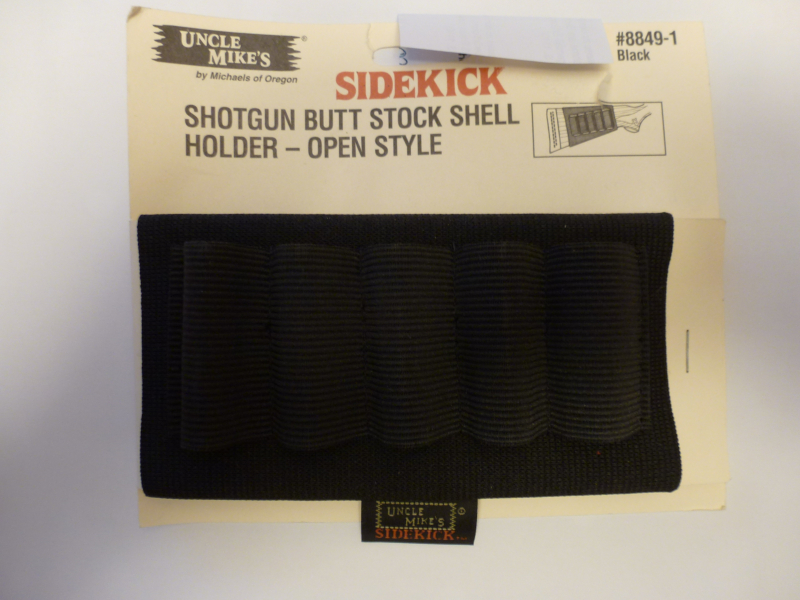 UNCLE
MIKE'S®
by Michaels of Oregon
#8849-1
Black
SIDEKICK
SHOTGUN BUTT STOCK SHELL
HOLDER – OPEN STYLE
UNCLE
MIKE'S®
SIDEKICK